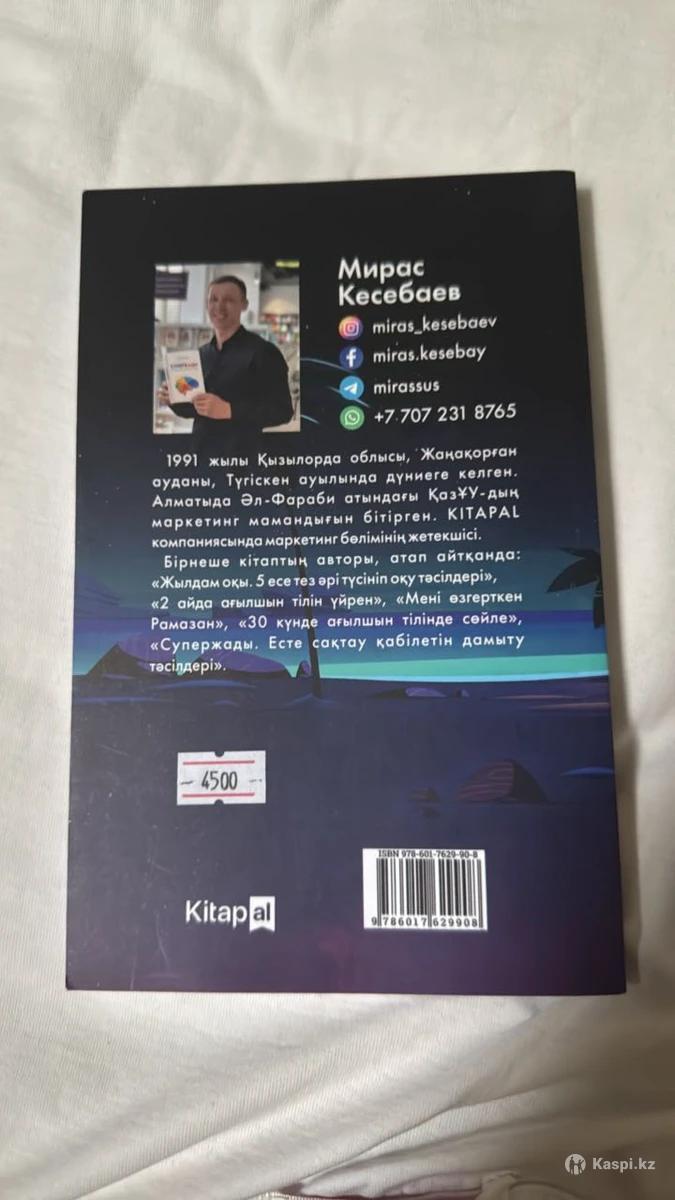 Мирас
Кесебаев
miras_kesebaev
miras.kesebay
mirassus
+7 707 231 8765
1991 жылы Қызылорда облысы, Жаңақорған
ауданы, Түгіскен ауылында дүниеге келген.
Алматыда Әл-Фараби атындағы ҚазҰУ-дың
маркетинг мамандығын бітірген. KITAPAL
компаниясында маркетинг бөлімінің жетекшісі.
Бірнеше кітаптың авторы, атап айтқанда:
«Жылдам оқы. 5 есе тез әрі түсініп оқу тәсілдері»,
«2 айда ағылшын тілін үйрен», «Мені өзгерткен
Рамазан», «30 күнде ағылшын тілінде сөйле»,
«Супержады. Есте сақтау қабілетін дамыту
тәсілдері».
4500
ISBN 978-601-7629-90-8
9 786017 629908
Kitapal
Kaspi.kz